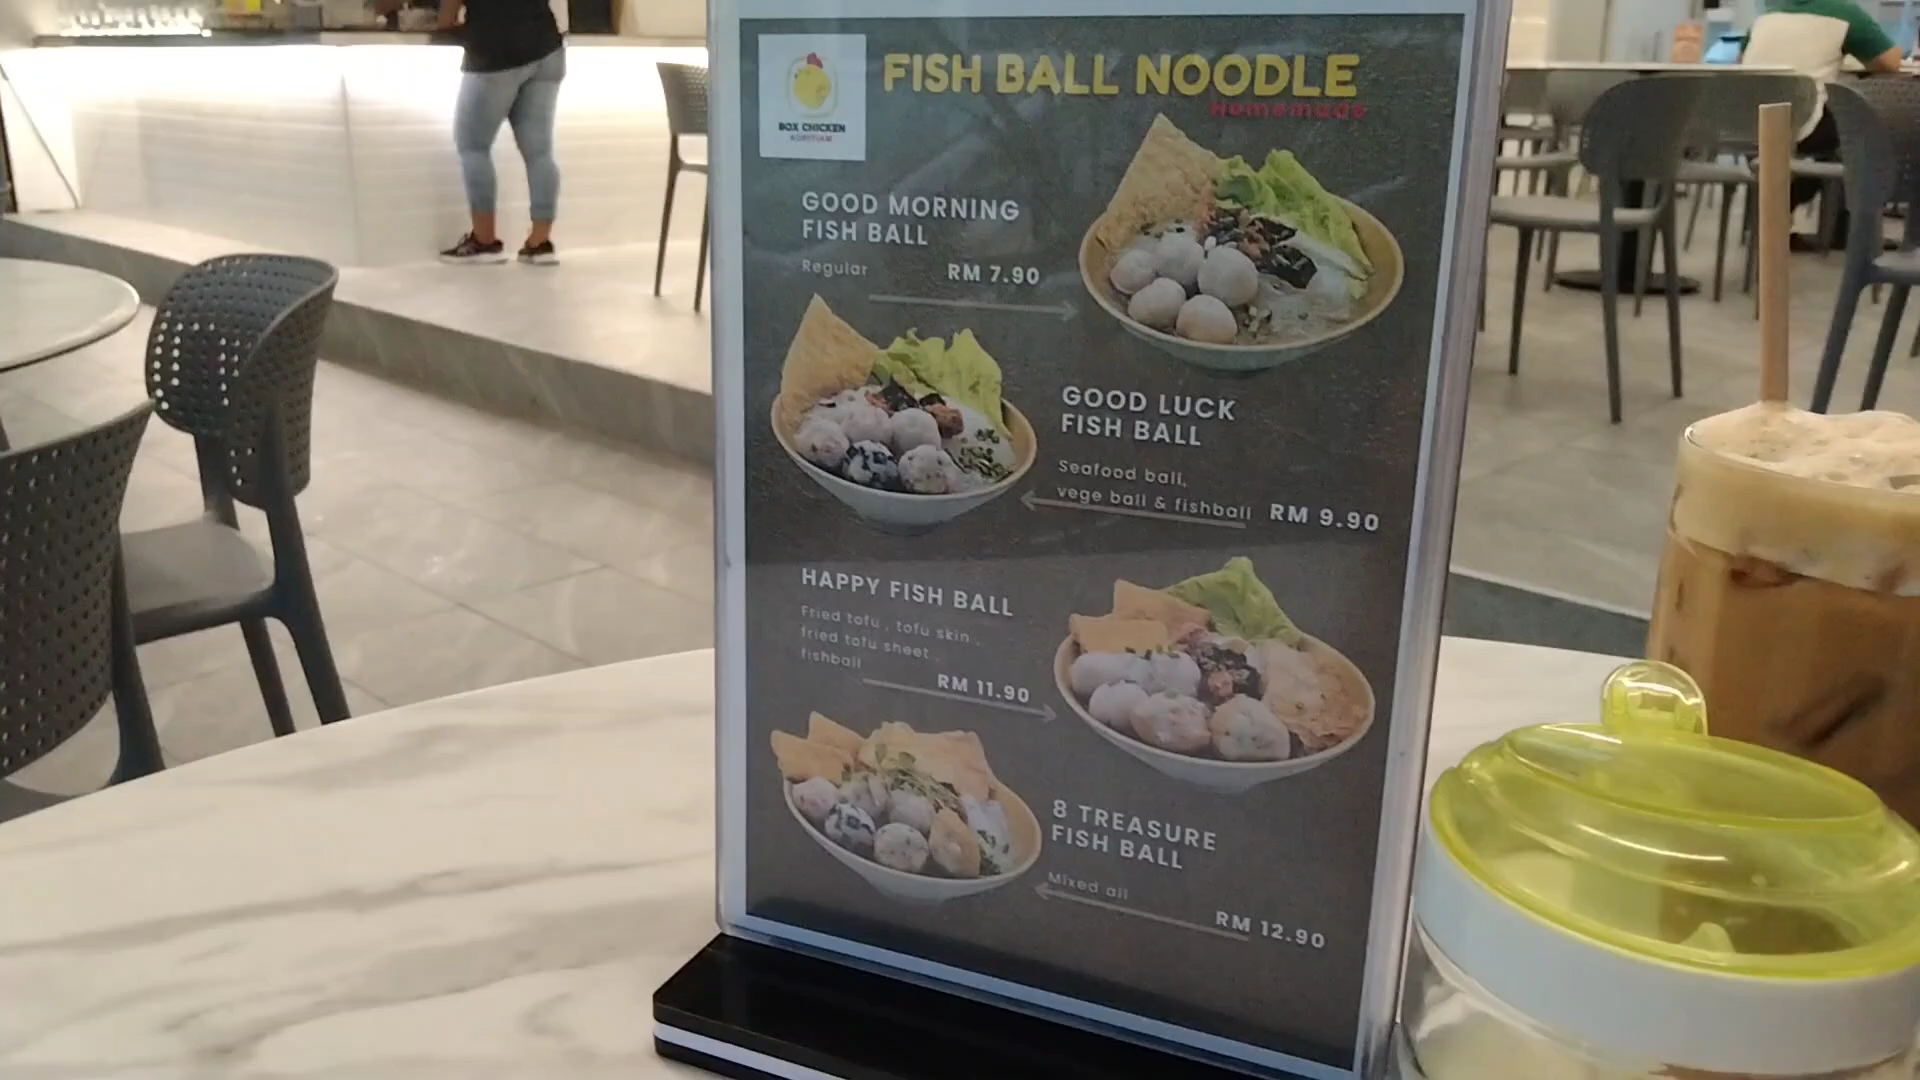 FISH BALL NOODLE
Homemade
BOX CHICKEN
KOPITIAM
GOOD MORNING
FISH BALL
Regular
RM 7.90
GOOD LUCK
FISH BALL
Seafood ball,
vege ball & fishball
RM 9.90
HAPPY FISH BALL
Fried tofu , tofu skin ,
fried tofu sheet ,
fishball
RM 11.90
8 TREASURE
FISH BALL
Mixed all
RM 12.90